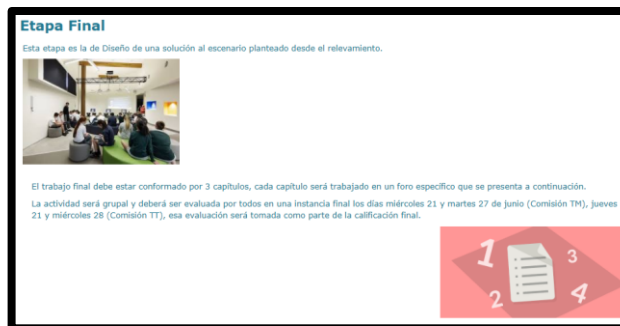 Etapa Final
Esta etapa es la de Diseño de una solución al escenario planteado desde el relevamiento.
El trabajo final debe estar conformado por 3 capítulos, cada capítulo será trabajado en un foro específico que se presenta a continuación.
La actividad será grupal y deberá ser evaluada por todos en una instancia final los días miércoles 21 y martes 27 de junio (Comisión TM), jueves
21 y miércoles 28 (Comisión TT), esa evaluación será tomada como parte de la calificación final.
1
3
2
4